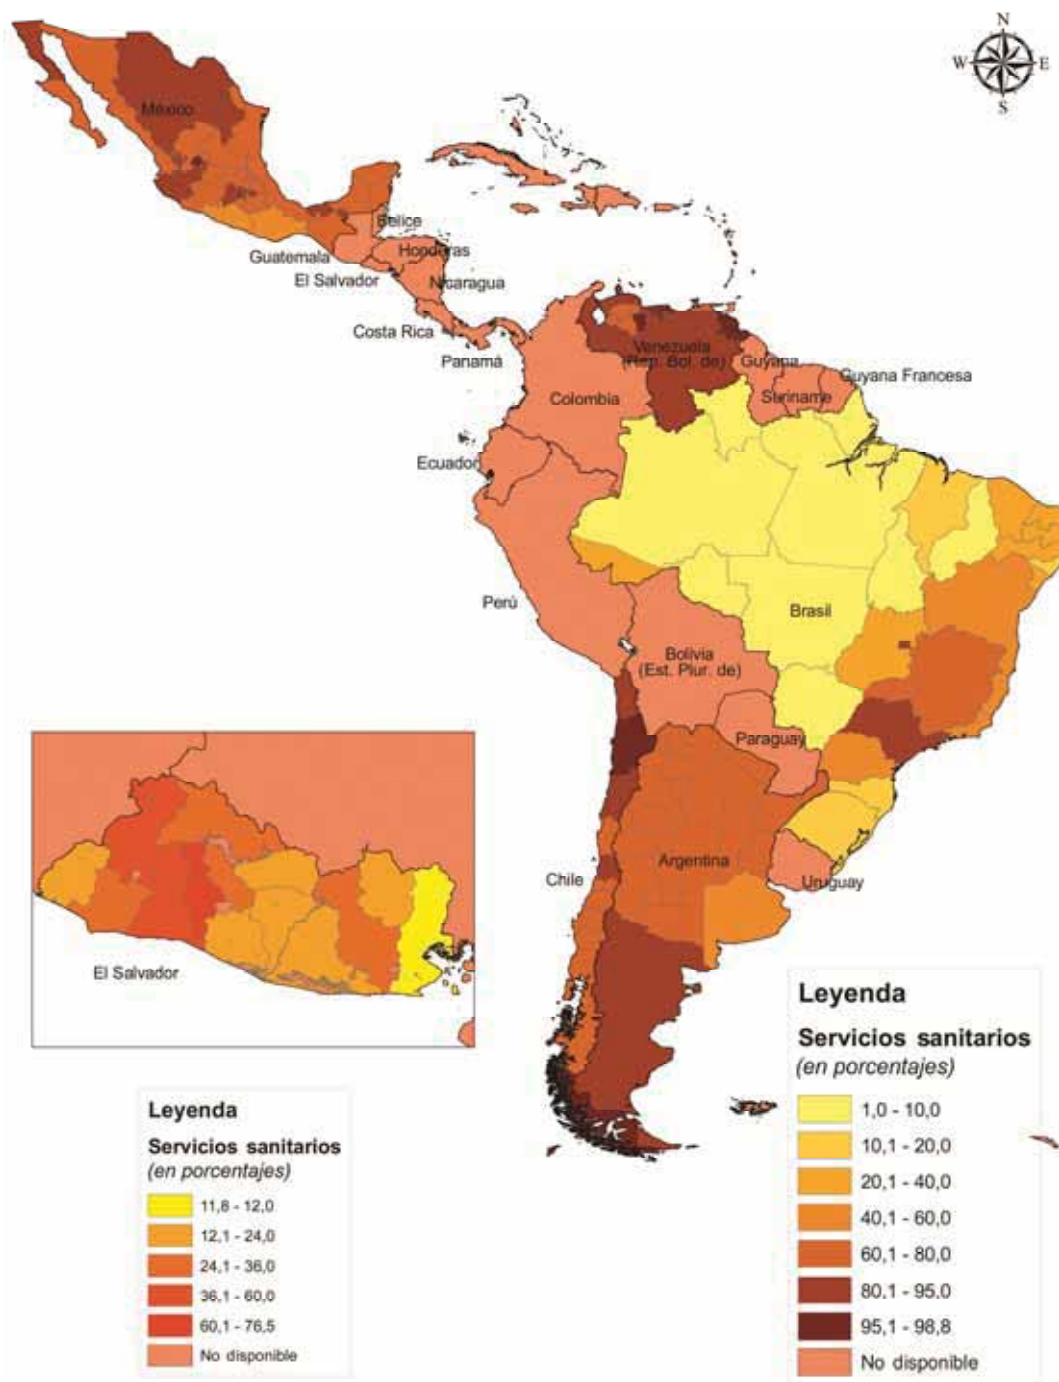 N
W E
S
México
Belice
Honduras
Guatemala
El Salvador
Nicaragua
Costa Rica
Panamá
Venezuela
(Rep. Bol. de)
Guyana
Guyana Francesa
Suriname
Colombia
Ecuador
Perú
Brasil
Bolivia
(Est. Plur. de)
Paraguay
Argentina
Chile
Uruguay
El Salvador
Leyenda
Servicios sanitarios
(en porcentajes)
1,0 - 10,0
10,1 - 20,0
20,1 - 40,0
40,1 - 60,0
60,1 - 80,0
80,1 - 95,0
95,1 - 98,8
No disponible
Leyenda
Servicios sanitarios
(en porcentajes)
11,8 - 12,0
12,1 - 24,0
24,1 - 36,0
36,1 - 60,0
60,1 - 76,5
No disponible